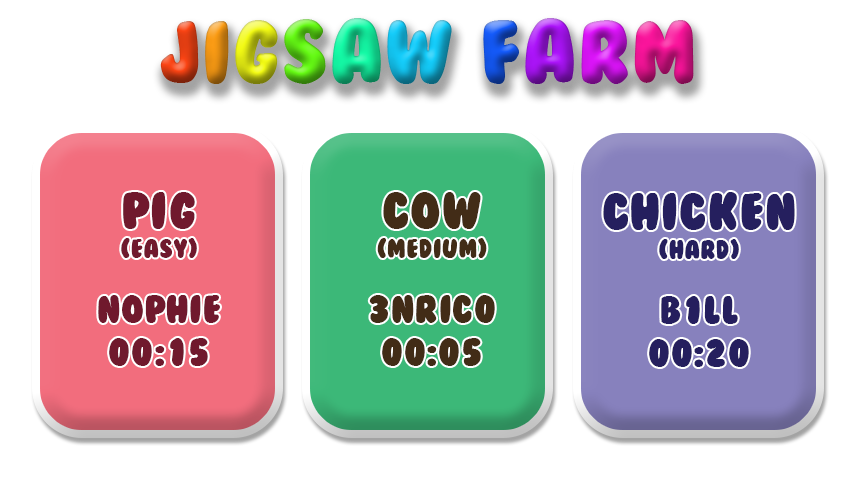 JIGSAW FARM
PIG
(EASY)
NOPHIE
00:15
COW
(MEDIUM)
3NRICO
00:05
CHICKEN
(HARD)
B1LL
00:20